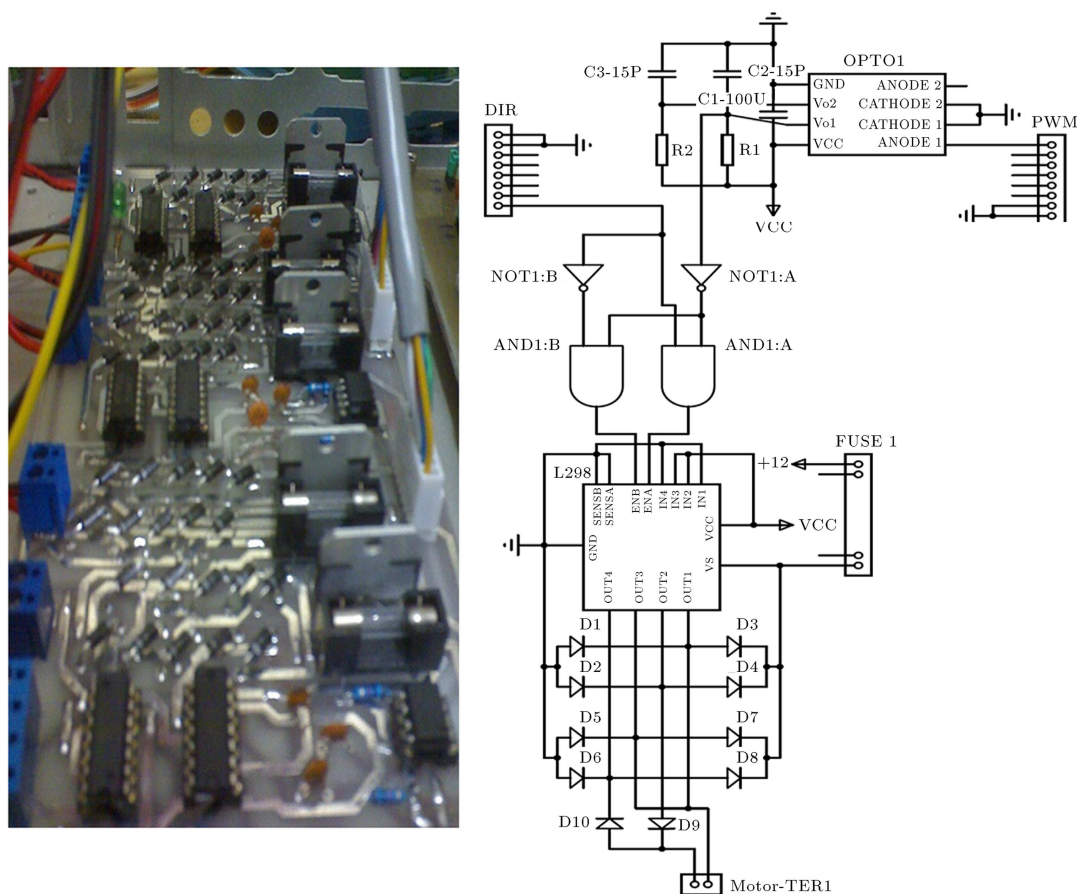 OPTO1
C3-15P
C2-15P
GND
ANODE 2
C1-100U
Vo2
CATHODE 2
DIR
Vo1
CATHODE 1
PWM
VCC
ANODE 1
R2
R1
VCC
NOT1:B
NOT1:A
AND1:B
AND1:A
FUSE 1
+12
L298
SENSB
SENSA
ENB
ENA
IN4
IN3
IN2
IN1
VCC
VCC
GND
VS
OUT4
OUT3
OUT2
OUT1
D1
D3
D2
D4
D5
D7
D6
D8
D10
D9
Motor-TER1